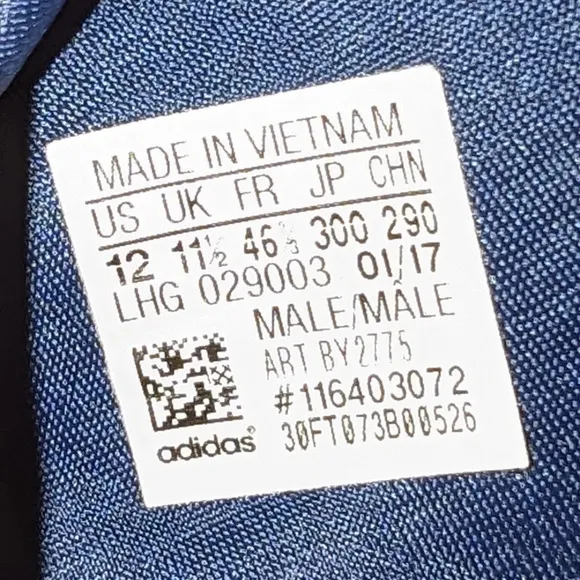 MADE IN VIETNAM
US UK FR JP CHN
12 11½ 46⅔ 300 290
LHG 029003 01/17
MALE/MÂLE
ART BY2775
#116403072
adidas® 30FT073B00526